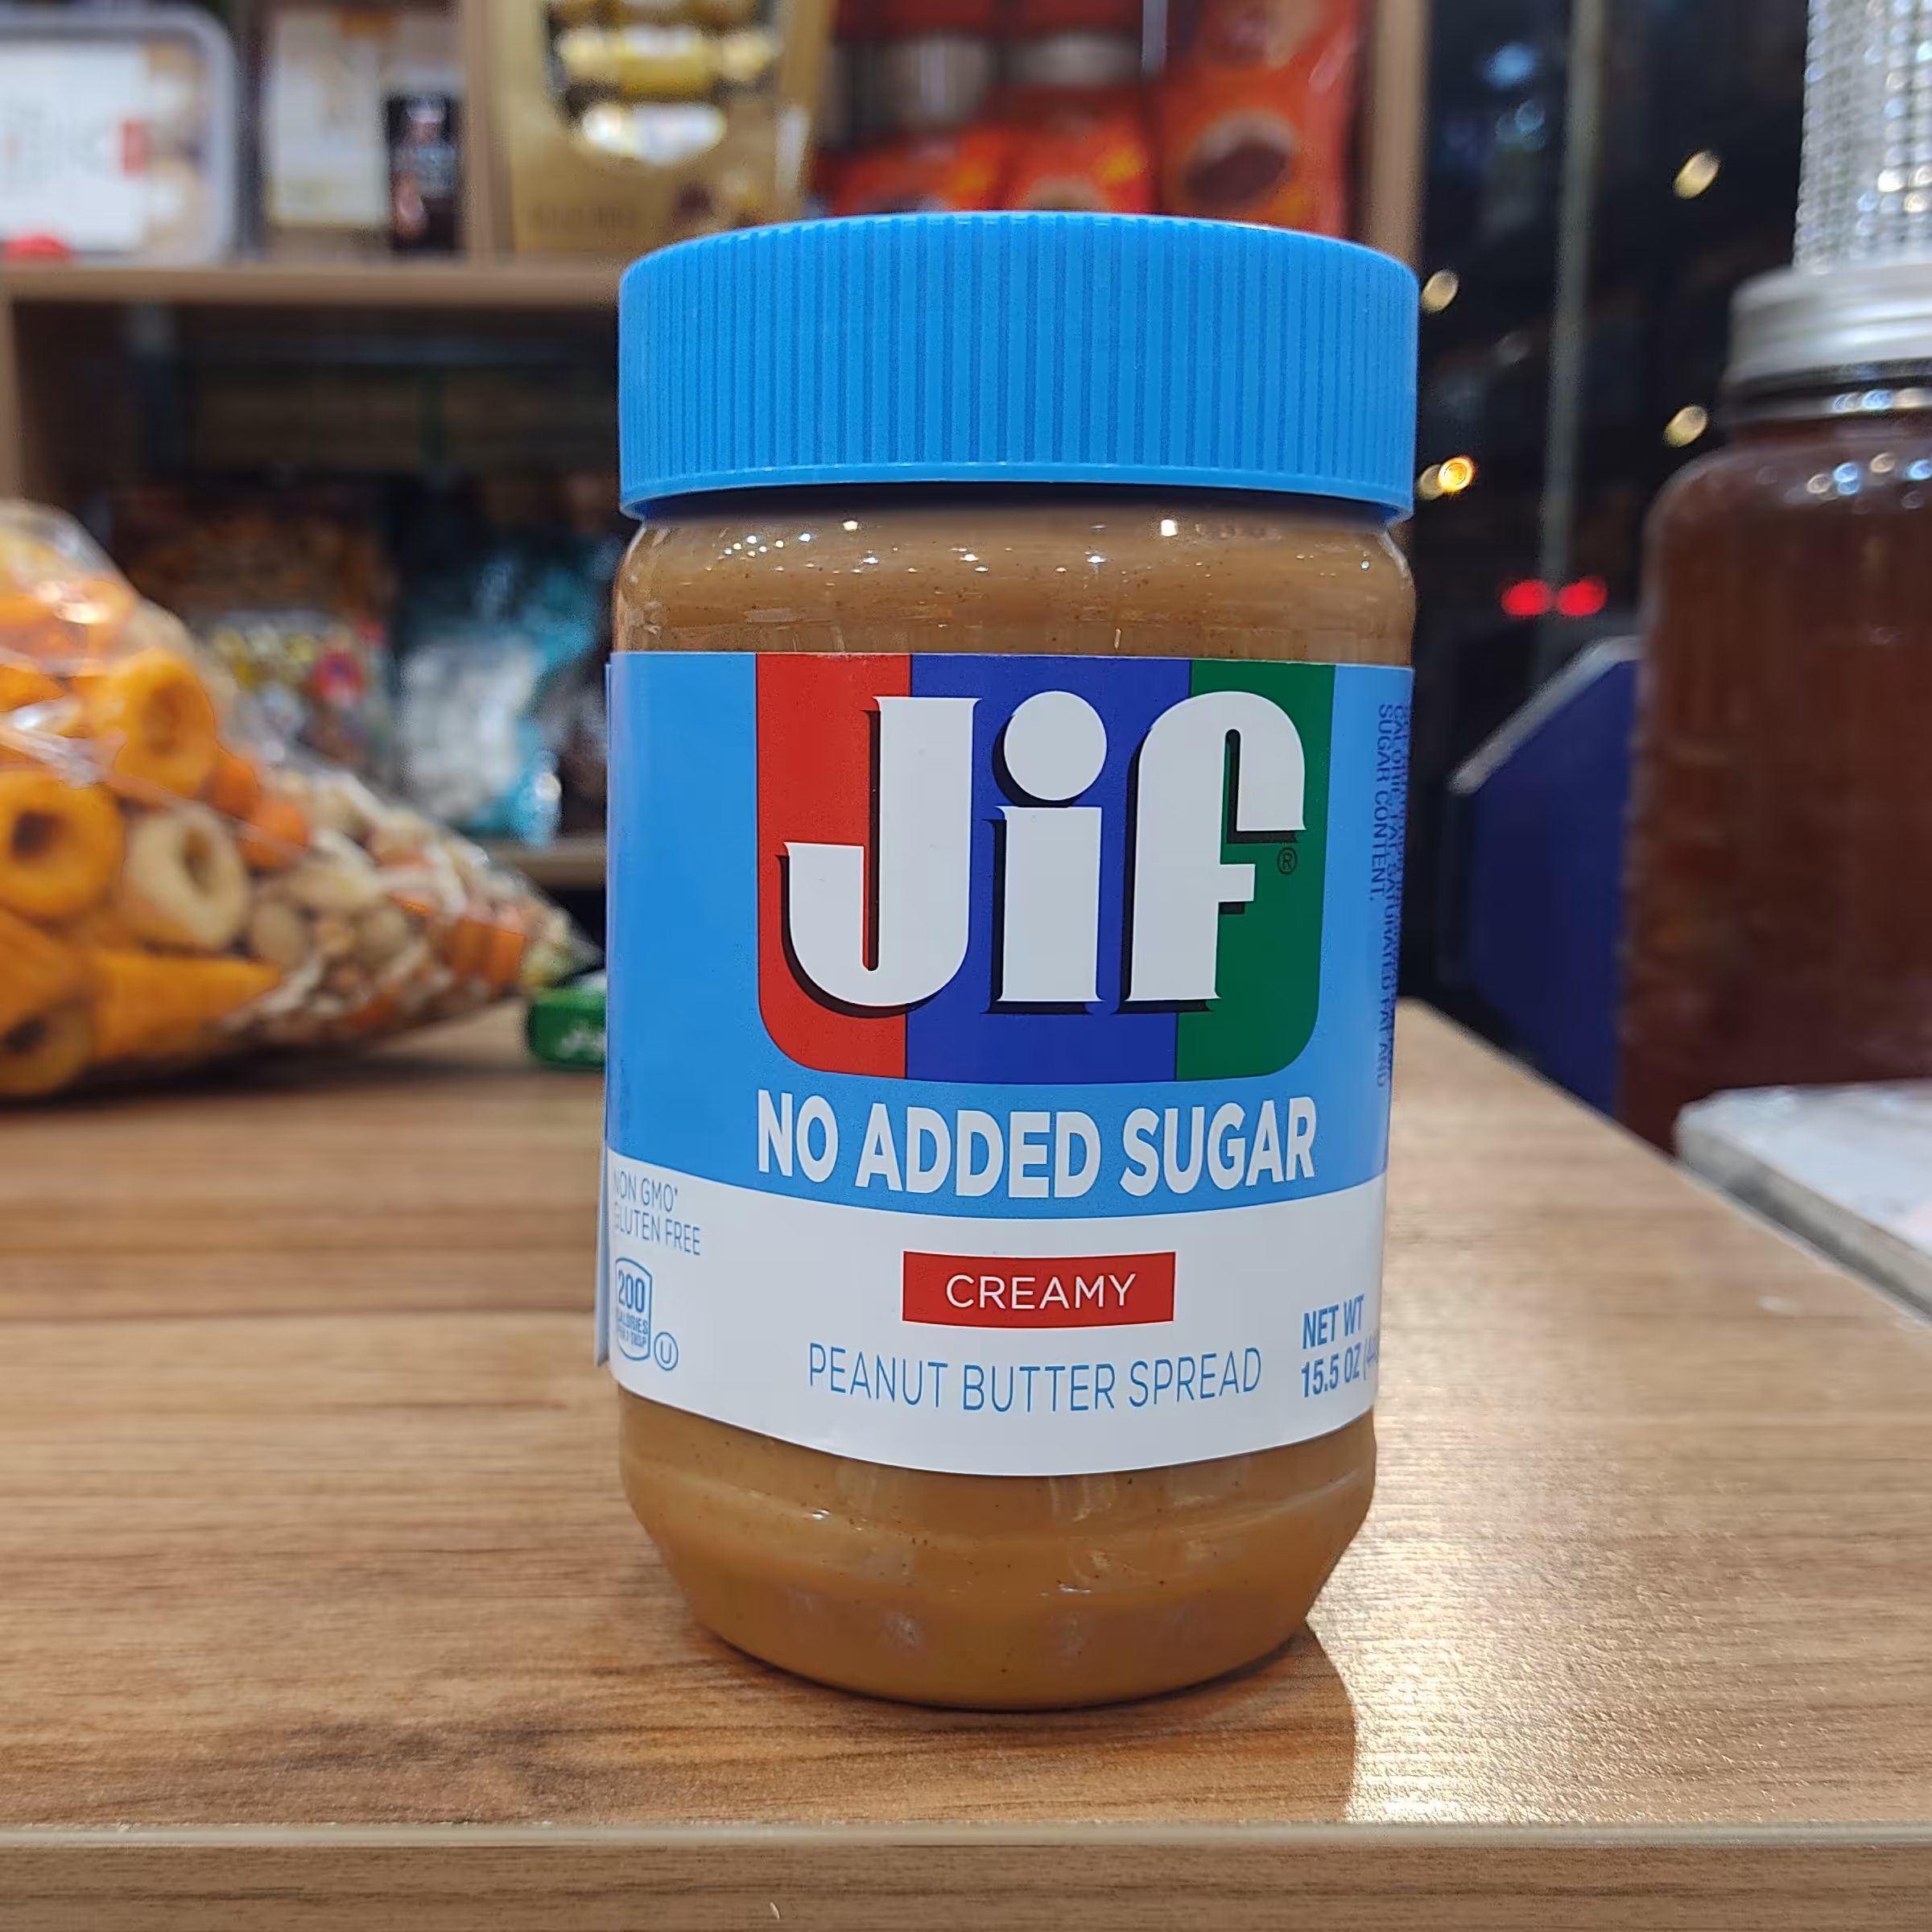 Jif®
NO ADDED SUGAR
NON GMO*
GLUTEN FREE
200
CALORIES
CREAMY
PEANUT BUTTER SPREAD
NET WT
15.5 OZ
SUGAR CONTENT.